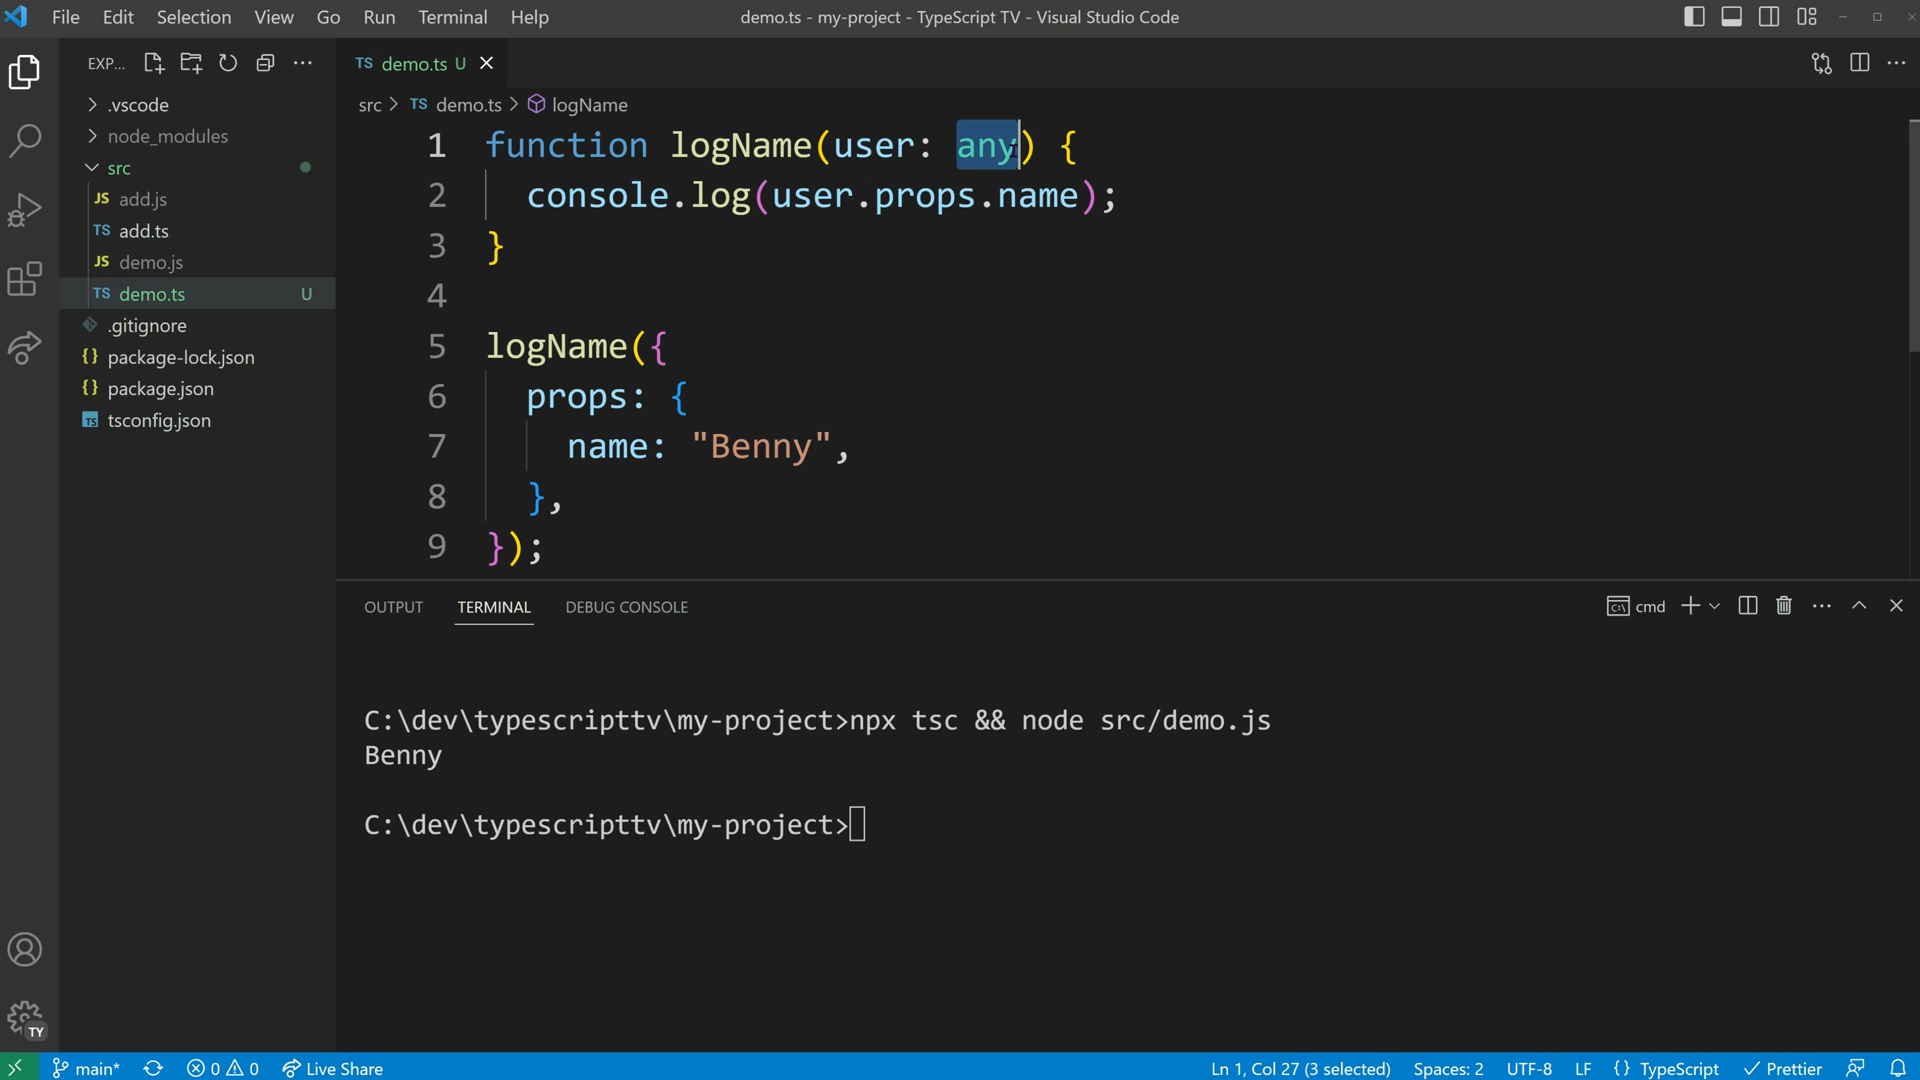 File Edit Selection View Go Run Terminal Help
demo.ts - my-project - TypeScript TV - Visual Studio Code
EXP...
TS demo.ts U
.vscode
node_modules
src
JS add.js
TS add.ts
JS demo.js
TS demo.ts U
.gitignore
{} package-lock.json
{} package.json
TS tsconfig.json
src > TS demo.ts > logName
1 function logName(user: any) {
2 console.log(user.props.name);
3 }
4
5 logName({
6 props: {
7 name: "Benny",
8 },
9 });
OUTPUT TERMINAL DEBUG CONSOLE
cmd
C:\dev\typescripttv\my-project>npx tsc && node src/demo.js
Benny
C:\dev\typescripttv\my-project>
TY
main* 0 0 Live Share
Ln 1, Col 27 (3 selected) Spaces: 2 UTF-8 LF {} TypeScript Prettier